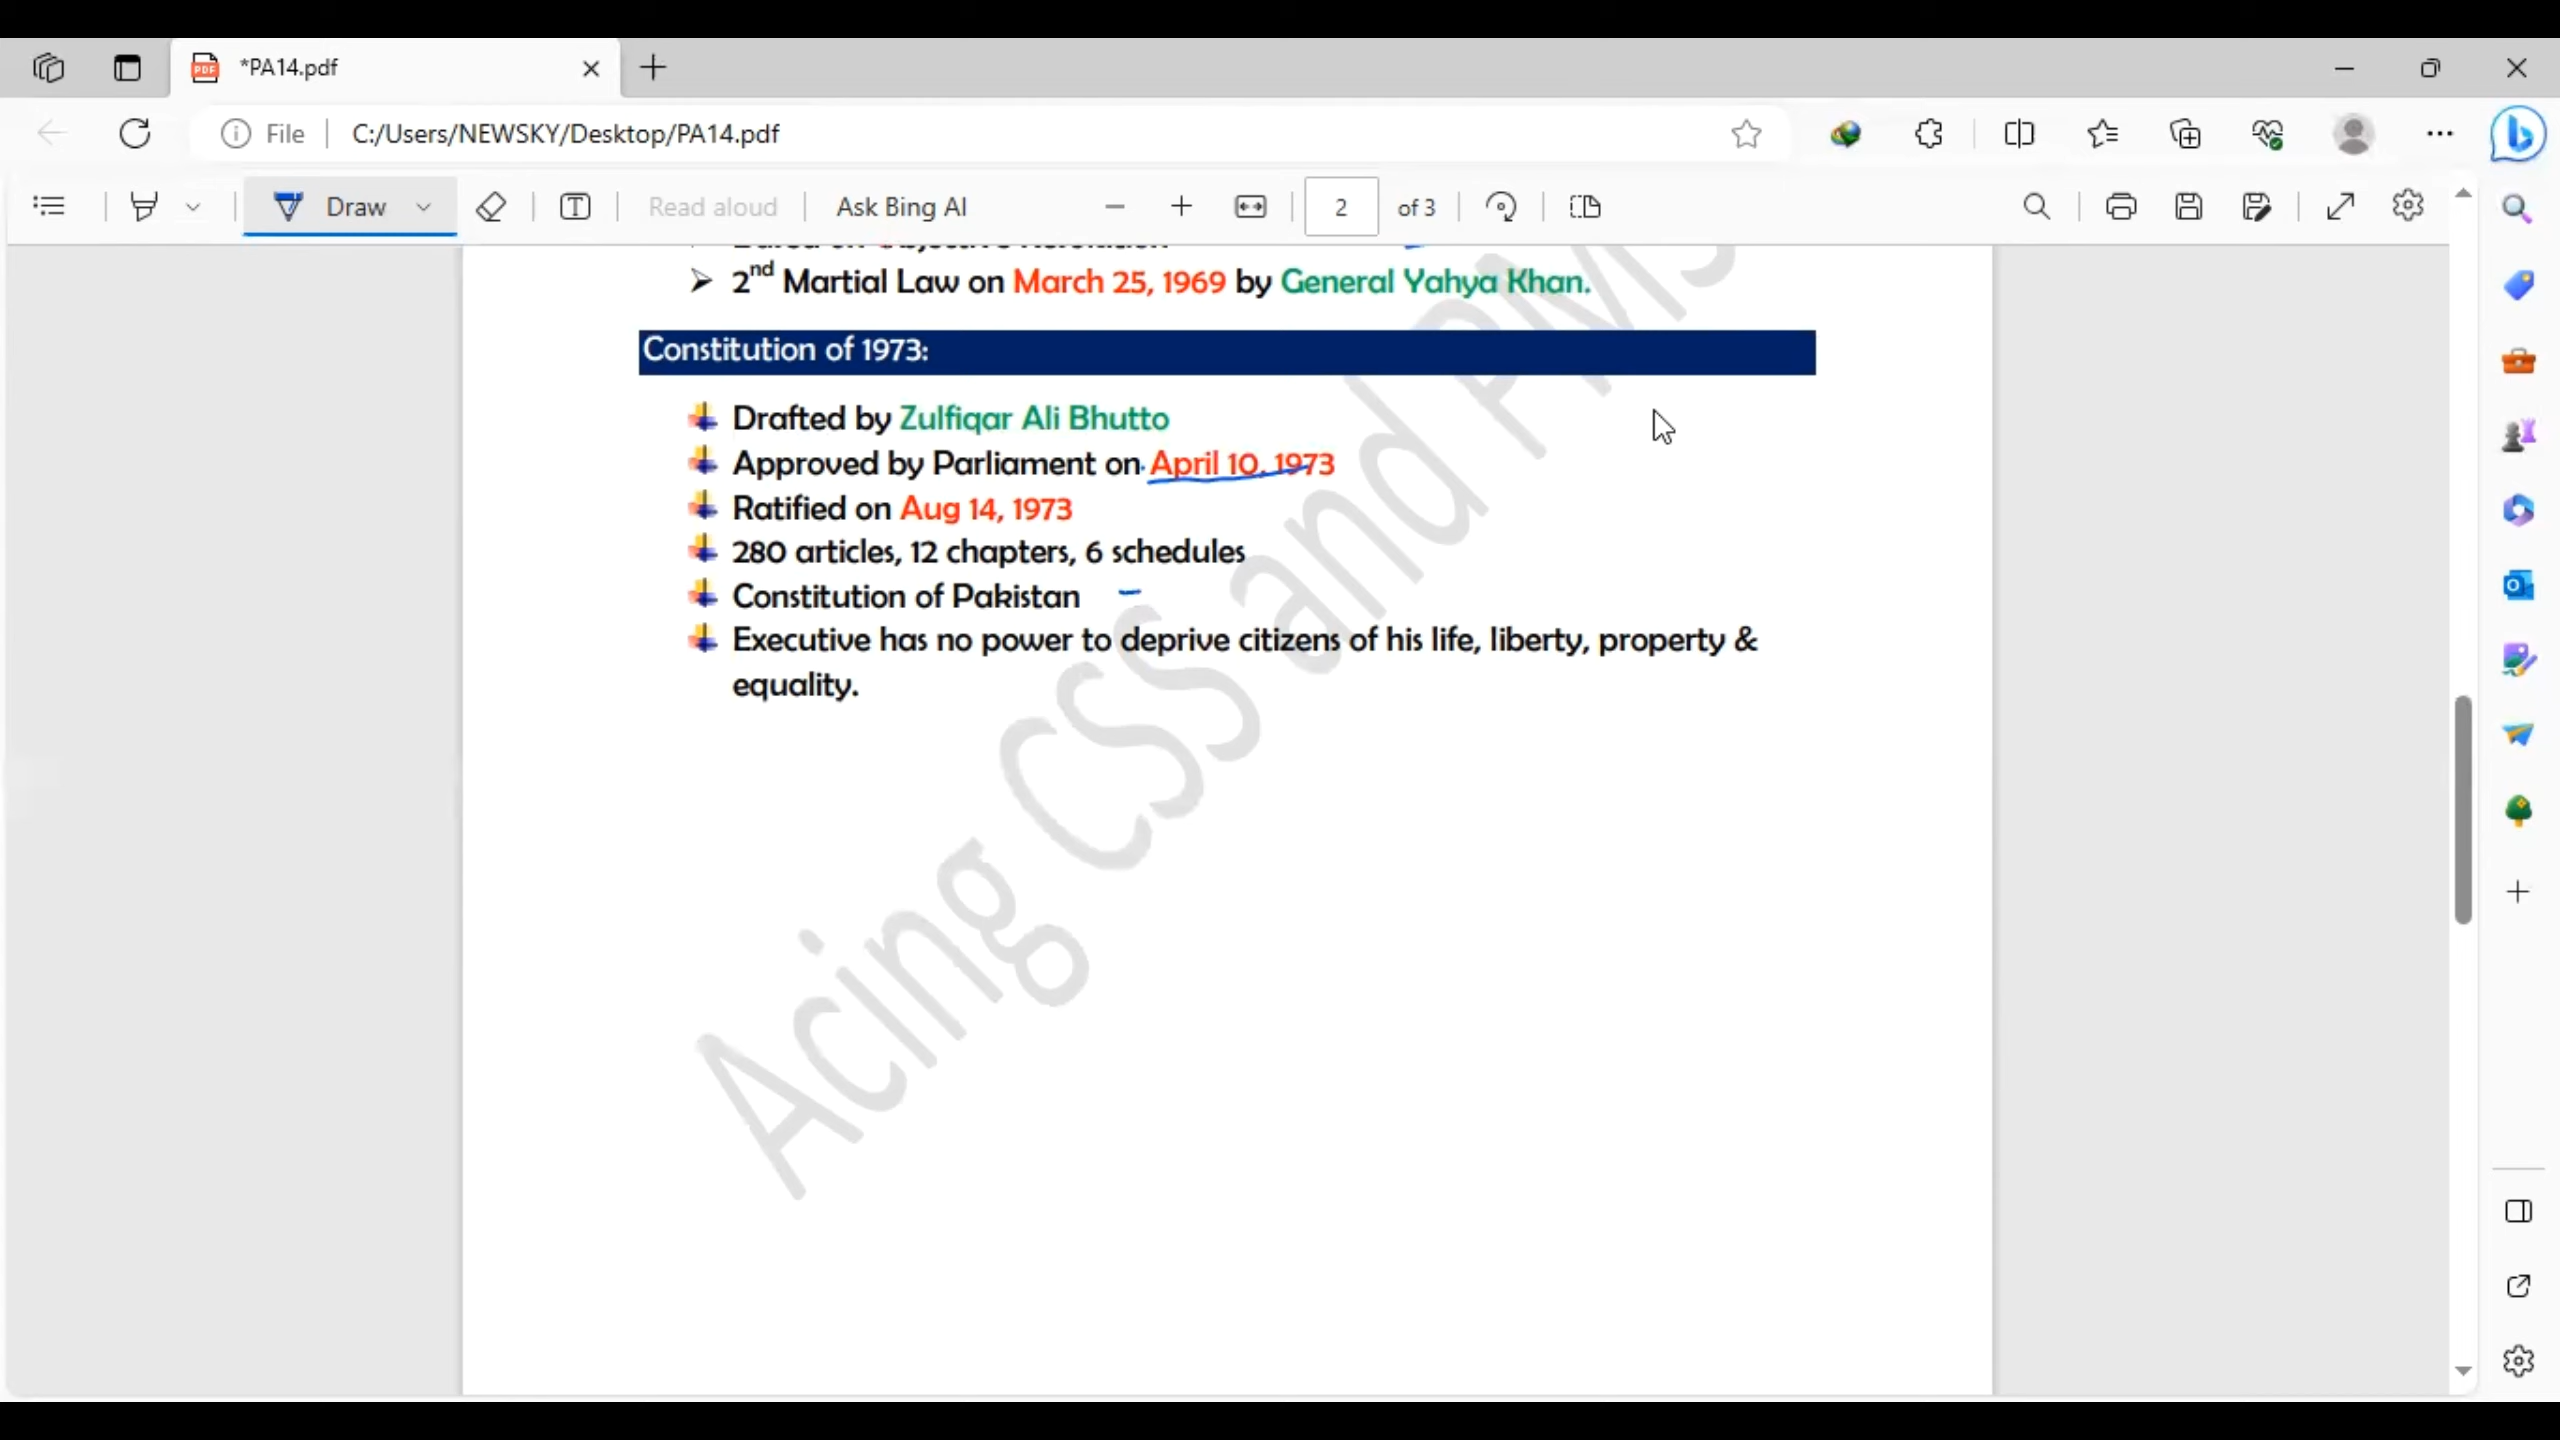 *PA14.pdf
File
C:/Users/NEWSKY/Desktop/PA14.pdf
Draw
Read aloud
Ask Bing AI
2
of 3
2nd Martial Law on March 25, 1969 by General Yahya Khan.
Constitution of 1973:
Drafted by Zulfiqar Ali Bhutto
Approved by Parliament on April 10, 1973
Ratified on Aug 14, 1973
280 articles, 12 chapters, 6 schedules
Constitution of Pakistan
Executive has no power to deprive citizens of his life, liberty, property &
equality.
Acing CSS and PMS